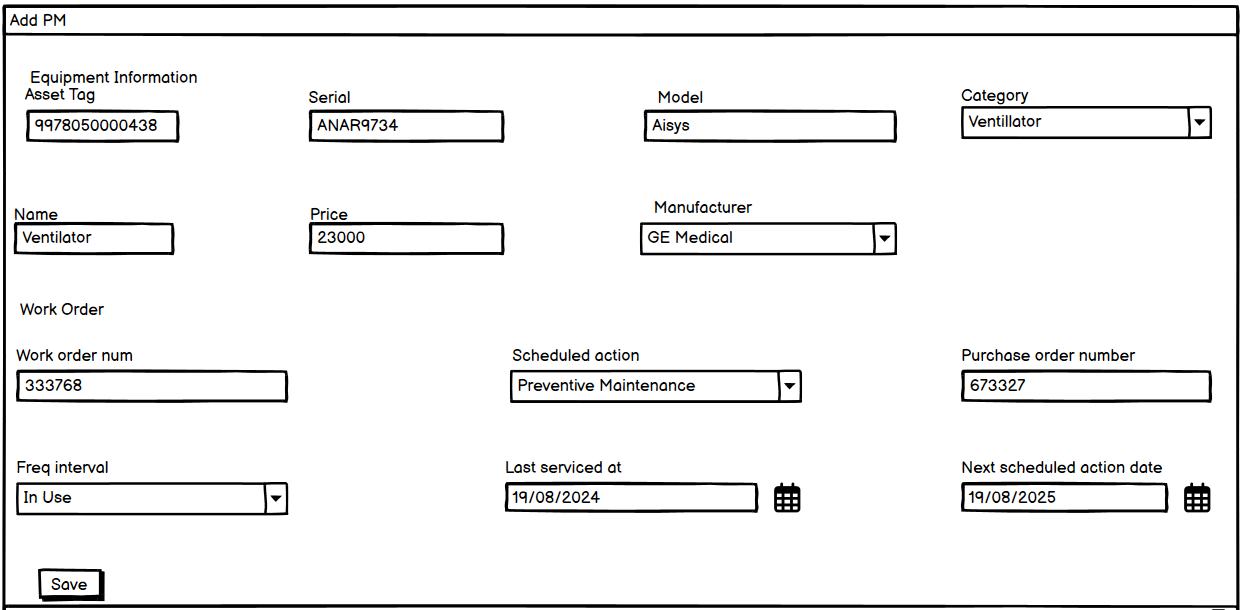 Add PM
Equipment Information
Asset Tag
Serial
Model
Category
9978050000438
ANAR9734
Aisys
Ventillator
Name
Price
Manufacturer
Ventilator
23000
GE Medical
Work Order
Work order num
Scheduled action
Purchase order number
333768
Preventive Maintenance
673327
Freq interval
Last serviced at
Next scheduled action date
In Use
19/08/2024
19/08/2025
Save